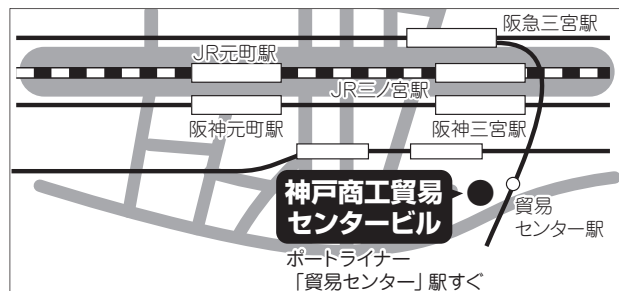 阪急三宮駅
JR元町駅
JR三ノ宮駅
阪神元町駅
阪神三宮駅
神戸商工貿易
センタービル
貿易
センター駅
ポートライナー
「貿易センター」駅すぐ